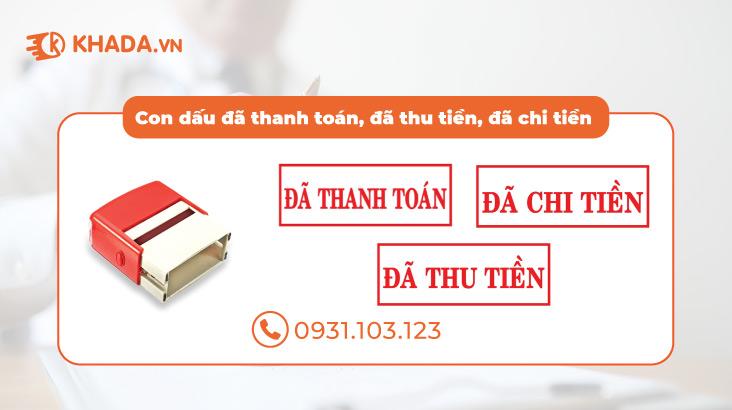 KHADA.VN
Con dấu đã thanh toán, đã thu tiền, đã chi tiền
ĐÃ THANH TOÁN
ĐÃ CHI TIỀN
ĐÃ THU TIỀN
0931.103.123